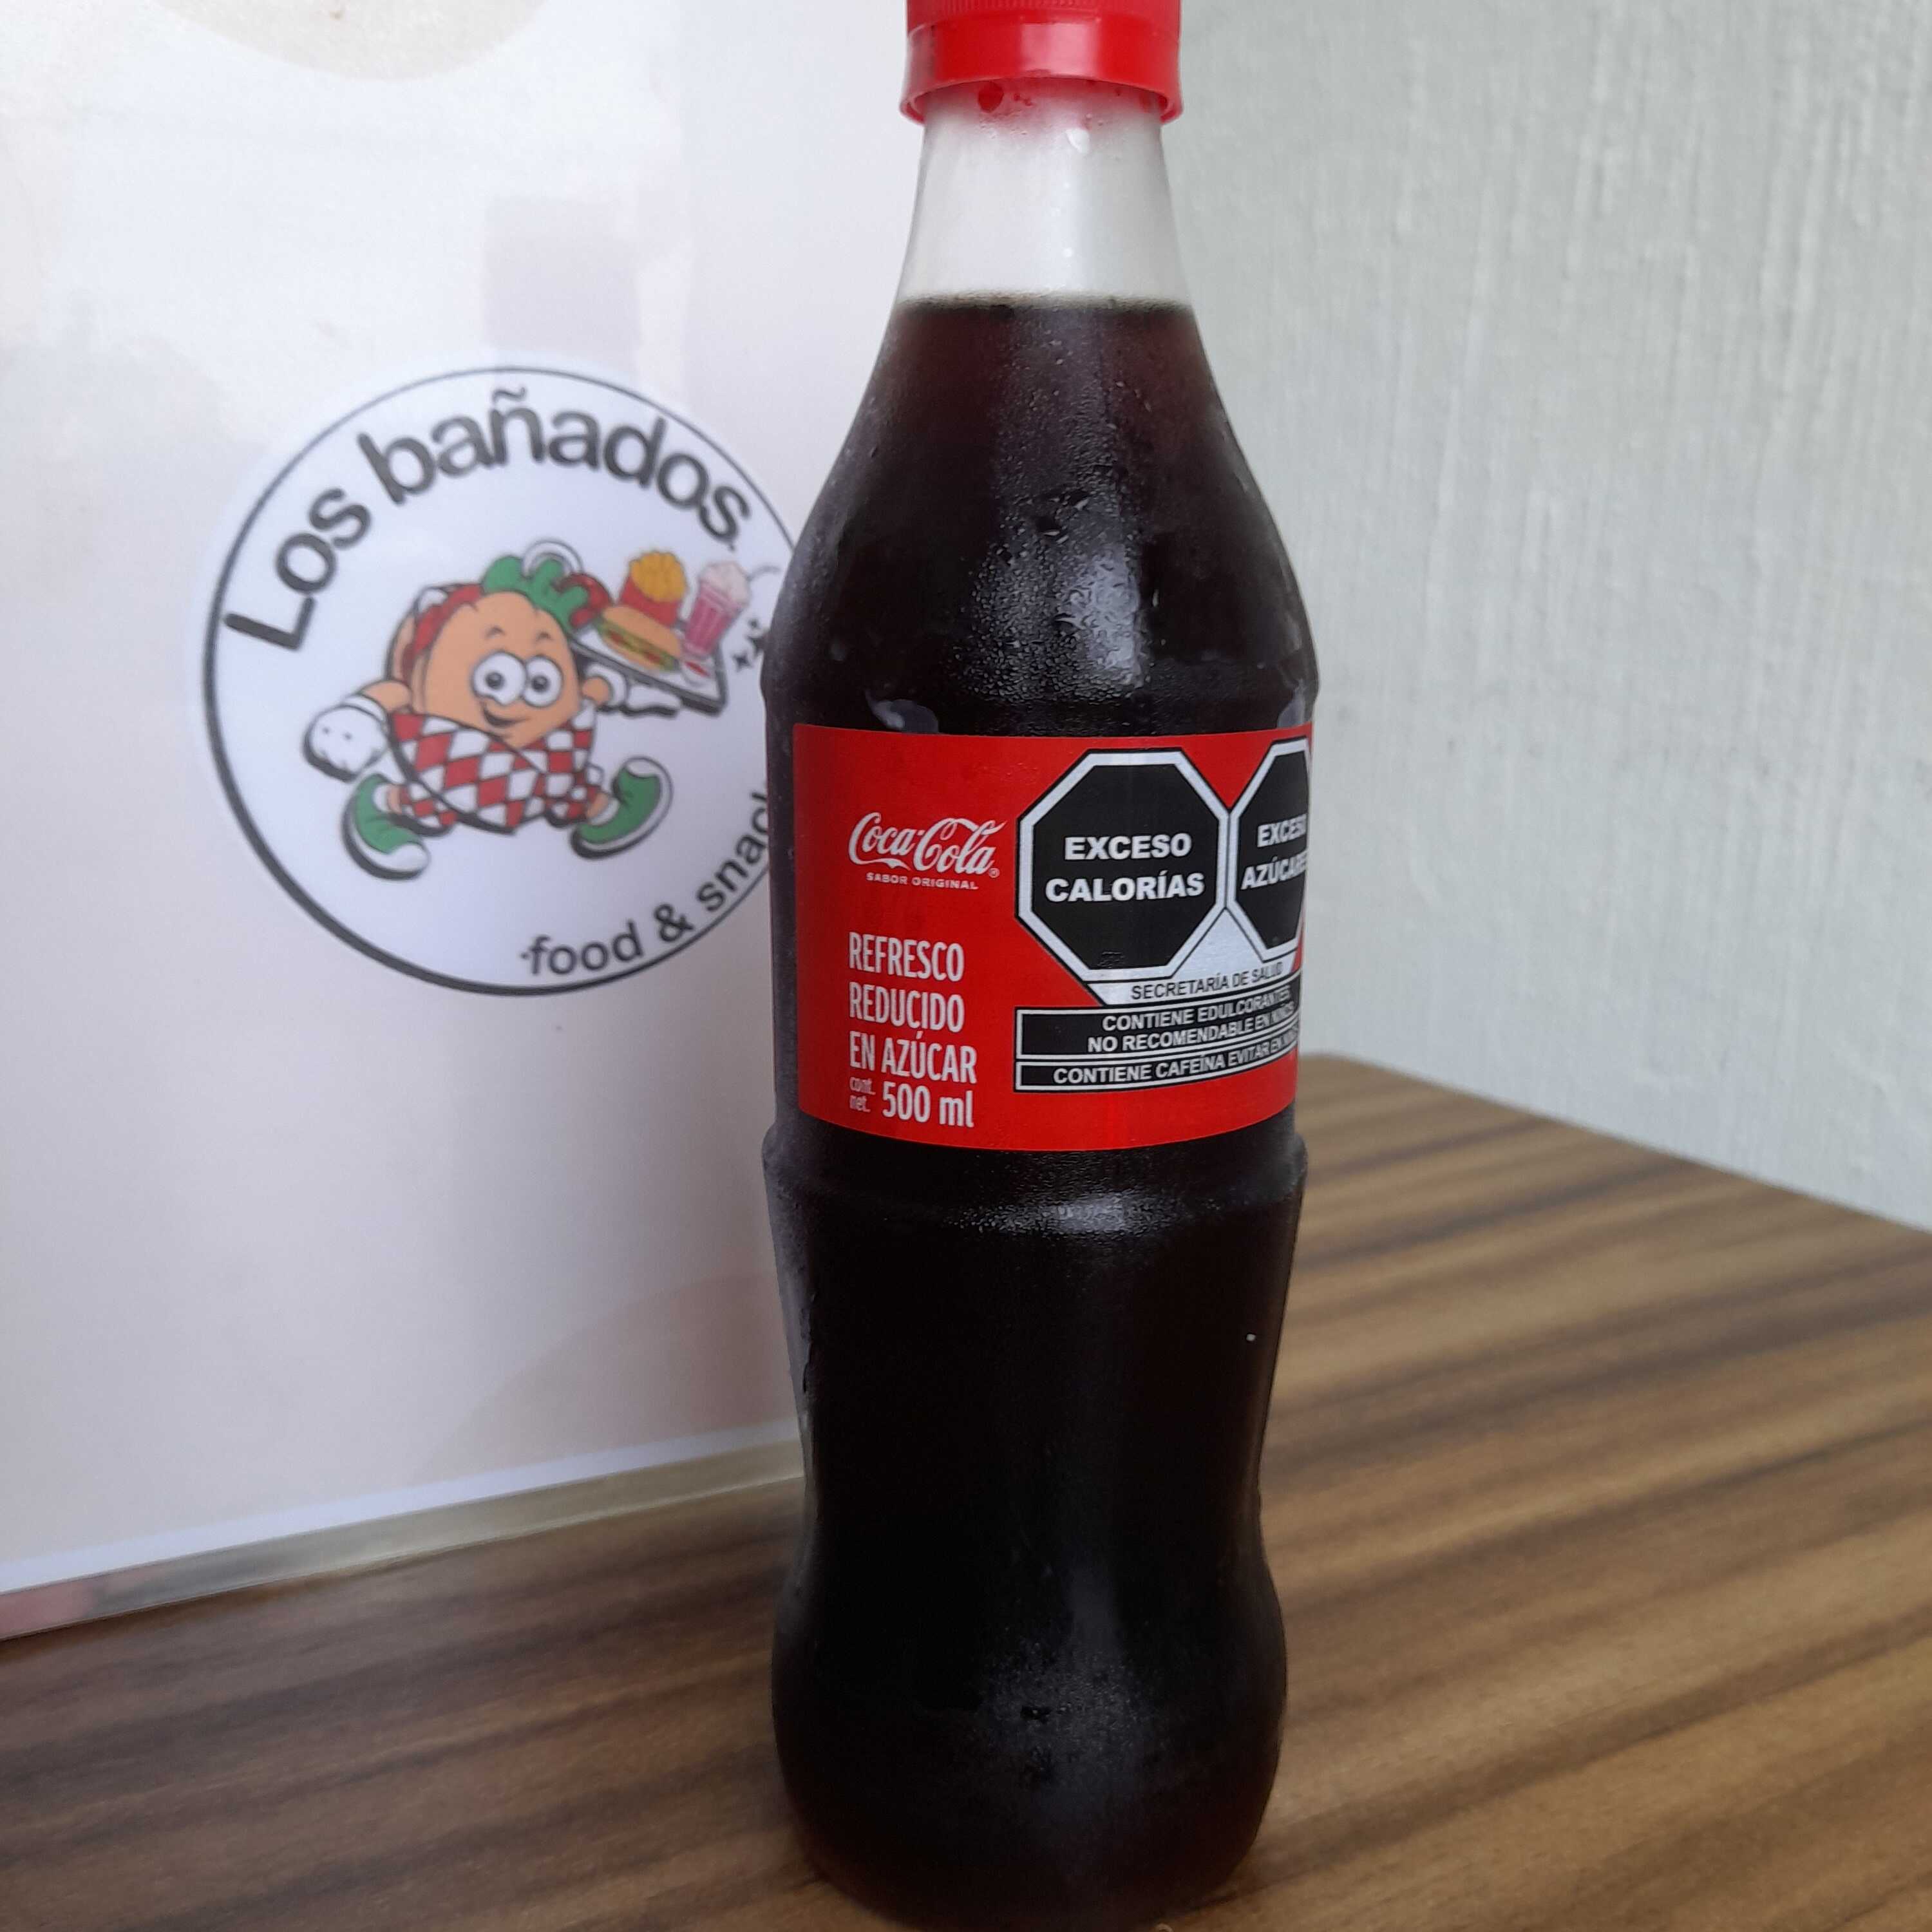 Los bañados
food &
Coca-Cola®
SABOR ORIGINAL
REFRESCO
REDUCIDO
EN AZÚCAR
cont.
net. 500 ml
EXCESO
CALORÍAS
EXCESO
AZÚCARES
SECRETARÍA DE SALUD
CONTIENE EDULCORANTES
NO RECOMENDABLE EN NIÑOS
CONTIENE CAFEÍNA EVITAR EN